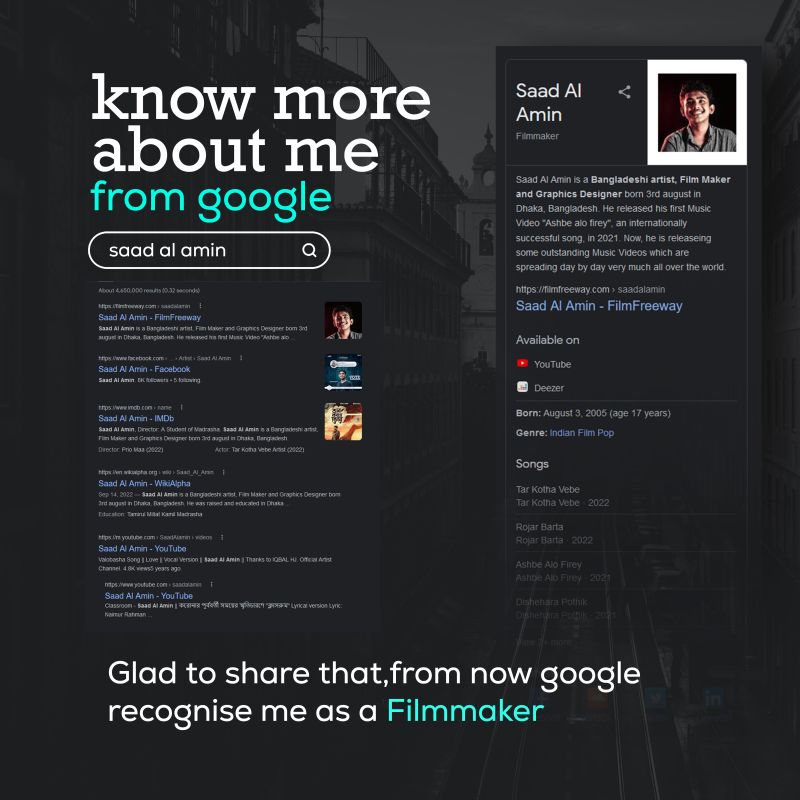 know more
about me
from google
saad al amin
About 4,650,000 results (0.32 seconds)
https://filmfreeway.com › saadalamin
Saad Al Amin - FilmFreeway
Saad Al Amin is a Bangladeshi artist, Film Maker and Graphics Designer born 3rd
august in Dhaka, Bangladesh. He released his first Music Video "Ashbe alo ...
https://www.facebook.com › ... › Artist › Saad Al Amin
Saad Al Amin - Facebook
Saad Al Amin. 6K followers • 5 following.
https://www.imdb.com › name
Saad Al Amin - IMDb
Saad Al Amin. Director: A Student of Madrasha. Saad Al Amin is a Bangladeshi artist,
Film Maker and Graphics Designer born 3rd august in Dhaka, Bangladesh.
Director: Prio Maa (2022) Actor: Tar Kotha Vebe Artist (2022)
https://en.wikialpha.org › wiki › Saad_Al_Amin
Saad Al Amin - WikiAlpha
Sep 14, 2022 — Saad Al Amin is a Bangladeshi artist, Film Maker and Graphics Designer born
3rd august in Dhaka, Bangladesh. He was raised and educated in Dhaka ...
Education: Tamirul Millat Kamil Madrasha
https://m.youtube.com › SaadAlamin › videos
Saad Al Amin - YouTube
Valobasha Song || Love || Vocal Version || Saad Al Amin || Thanks to IQBAL HJ. Official Artist
Channel. 4.8K views5 years ago
https://www.youtube.com › saadalamin
Saad Al Amin - YouTube
Classroom - Saad Al Amin || করোনার পূর্ববর্তী সময়ের স্মৃতিচারণে "ক্লাসরুম" Lyrical version Lyric:
Naimur Rahman ...
Saad Al
Amin
Filmmaker
Saad Al Amin is a Bangladeshi artist, Film Maker
and Graphics Designer born 3rd august in
Dhaka, Bangladesh. He released his first Music
Video "Ashbe alo firey", an internationally
successful song, in 2021. Now, he is releaseing
some outstanding Music Videos which are
spreading day by day very much all over the world.
https://filmfreeway.com › saadalamin
Saad Al Amin - FilmFreeway
Available on
YouTube
Deezer
Born: August 3, 2005 (age 17 years)
Genre: Indian Film Pop
Songs
Tar Kotha Vebe
Tar Kotha Vebe · 2022
Rojar Barta
Rojar Barta · 2022
Ashbe Alo Firey
Ashbe Alo Firey · 2021
Dishehara Pothik
Dishehara Pothik · 2021
View 2+ more
Glad to share that,from now google
recognise me as a Filmmaker